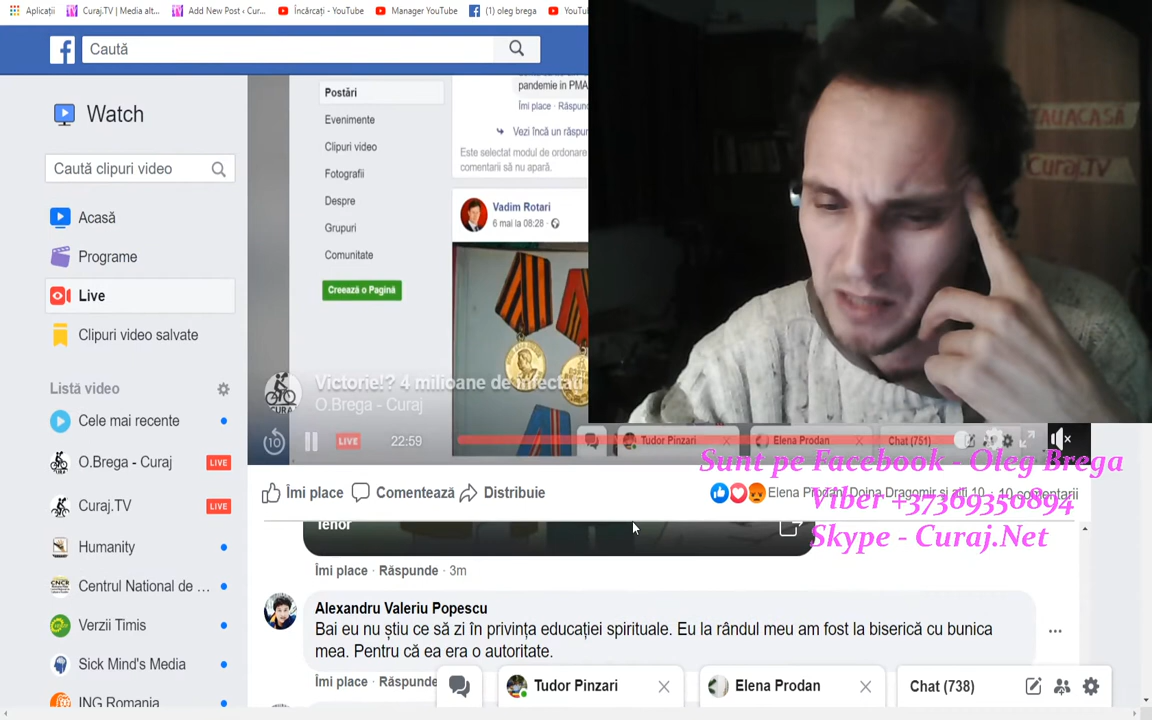 Aplicații
Curaj.TV | Media alt...
Add New Post ‹ Cur...
Încărcați - YouTube
Manager YouTube
(1) oleg brega
YouTu
Caută
Watch
Caută clipuri video
Acasă
Programe
Live
Clipuri video salvate
Listă video
Cele mai recente
O.Brega - Curaj
LIVE
Curaj.TV
LIVE
Humanity
Centrul National de ...
Verzii Timis
Sick Mind's Media
ING Romania
Postări
Evenimente
Clipuri video
Fotografii
Despre
Grupuri
Comunitate
Creează o Pagină
pandemie în PMA
Îmi place · Răspun
Vezi încă un răspu
Este selectat modul de ordonare
comentarii să nu apară.
Vadim Rotari
6 mai la 08:28
Victorie!? 4 milioane de infectați
O.Brega - Curaj
CURAJ
10
LIVE
22:59
Tudor Pinzari
Elena Prodan
Chat (751)
TAUACASA
Curaj.TV
Sunt pe Facebook - Oleg Brega
Viber +37369350894
Skype - Curaj.Net
Îmi place
Comentează
Distribuie
Elena Prodan, Doina Dragomir și alți 10
10 comentarii
Tenor
Îmi place · Răspunde · 3m
Alexandru Valeriu Popescu
Bai eu nu știu ce să zi în privința educației spirituale. Eu la rândul meu am fost la biserică cu bunica
mea. Pentru că ea era o autoritate.
Îmi place · Răspunde
Tudor Pinzari
Elena Prodan
Chat (738)